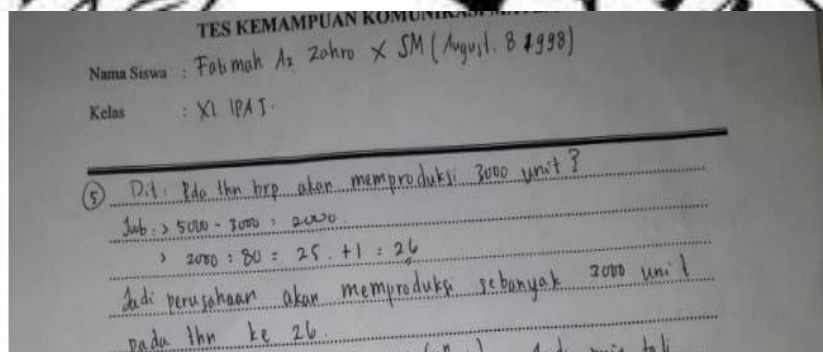 TES KEMAMPUAN KOMUNIKASI
Nama Siswa : Fatimah Az Zahro X SM (August. 8 1998)
Kelas : XI IPA I.
(5) Dit: Pda thn brp akan memproduksi 3000 unit?
Jwb: > 5000 - 3000 = 2000
> 2000 : 80 = 25. +1 = 26
Jadi perusahaan akan memproduksi sebanyak 3000 unit
pada thn ke 26.